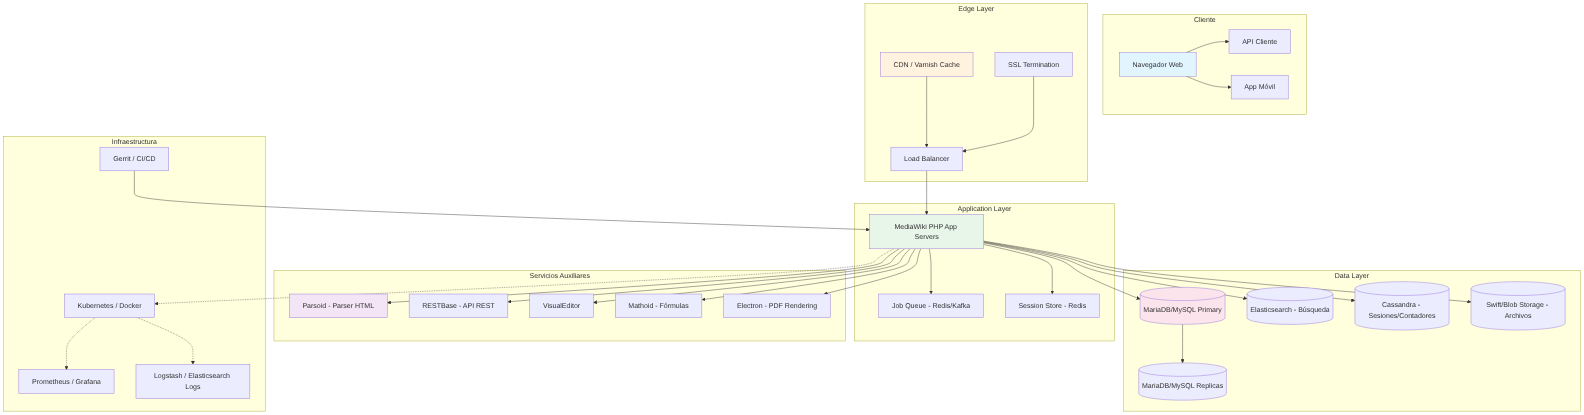 Edge Layer
CDN / Varnish Cache
SSL Termination
Load Balancer
Cliente
Navegador Web
API Cliente
App Móvil
Infraestructura
Gerrit / CI/CD
Kubernetes / Docker
Prometheus / Grafana
Logstash / Elasticsearch
Logs
Application Layer
MediaWiki PHP App
Servers
Job Queue - Redis/Kafka
Session Store - Redis
Servicios Auxiliares
Parsoid - Parser HTML
RESTBase - API REST
VisualEditor
Mathoid - Fórmulas
Electron - PDF Rendering
Data Layer
MariaDB/MySQL Primary
Elasticsearch - Búsqueda
Cassandra -
Sesiones/Contadores
Swift/Blob Storage -
Archivos
MariaDB/MySQL Replicas